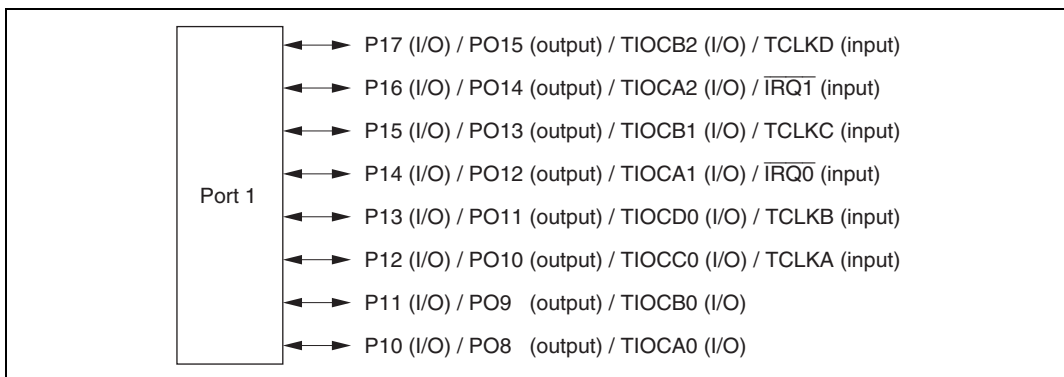 Port 1
P17 (I/O) / PO15 (output) / TIOCB2 (I/O) / TCLKD (input)
P16 (I/O) / PO14 (output) / TIOCA2 (I/O) / I̅R̅Q̅1̅ (input)
P15 (I/O) / PO13 (output) / TIOCB1 (I/O) / TCLKC (input)
P14 (I/O) / PO12 (output) / TIOCA1 (I/O) / I̅R̅Q̅0̅ (input)
P13 (I/O) / PO11 (output) / TIOCD0 (I/O) / TCLKB (input)
P12 (I/O) / PO10 (output) / TIOCC0 (I/O) / TCLKA (input)
P11 (I/O) / PO9 (output) / TIOCB0 (I/O)
P10 (I/O) / PO8 (output) / TIOCA0 (I/O)